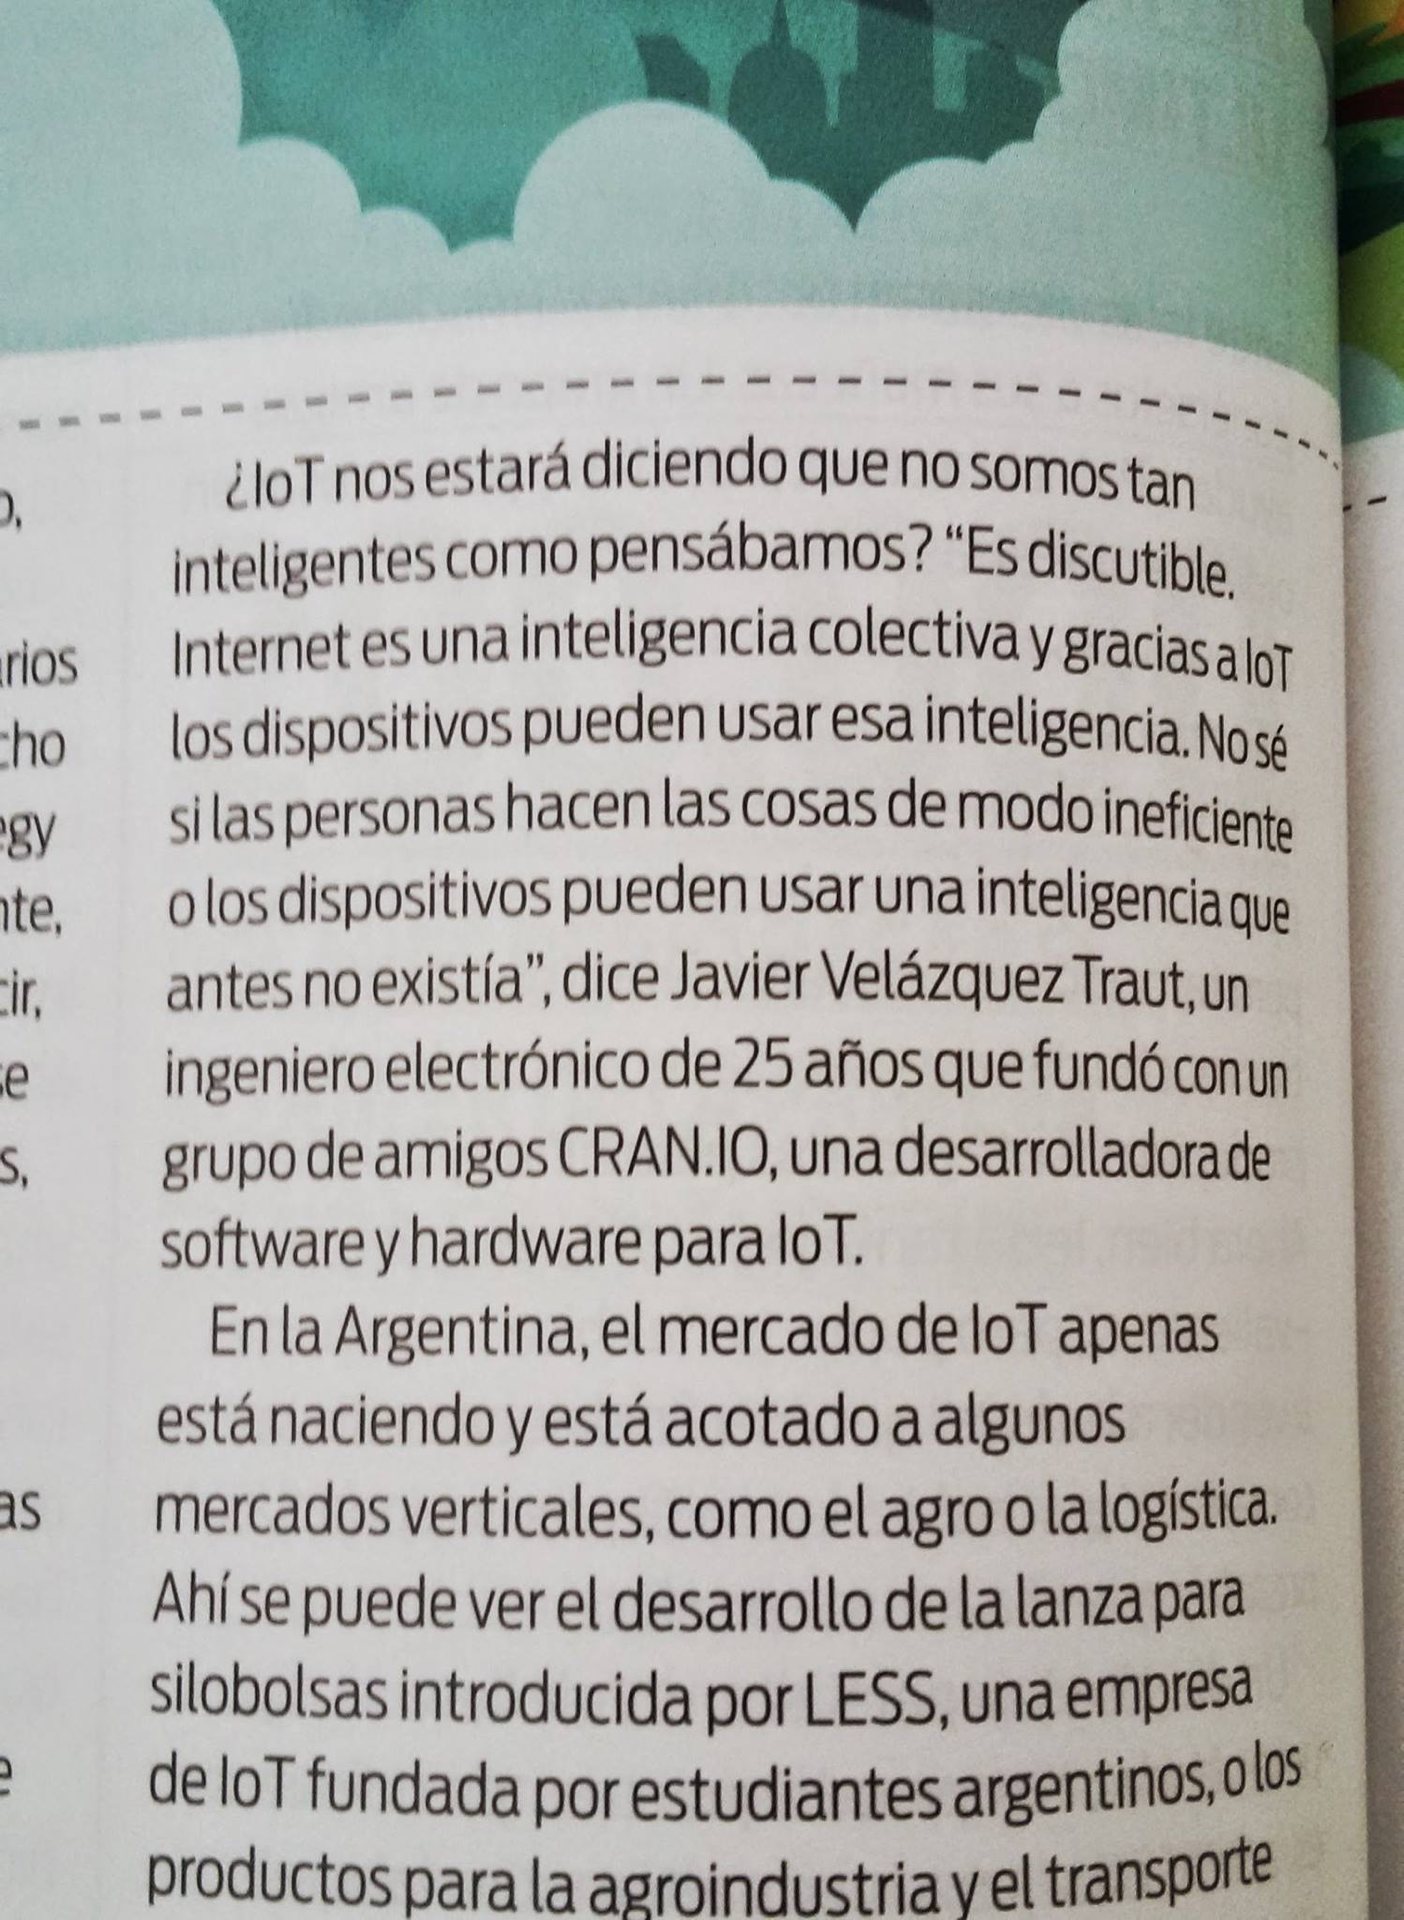 ¿IoT nos estará diciendo que no somos tan
inteligentes como pensábamos? “Es discutible.
Internet es una inteligencia colectiva y gracias a IoT
los dispositivos pueden usar esa inteligencia. No sé
si las personas hacen las cosas de modo ineficiente
o los dispositivos pueden usar una inteligencia que
antes no existía”, dice Javier Velázquez Traut, un
ingeniero electrónico de 25 años que fundó con un
grupo de amigos CRAN.IO, una desarrolladora de
software y hardware para IoT.
En la Argentina, el mercado de IoT apenas
está naciendo y está acotado a algunos
mercados verticales, como el agro o la logística.
Ahí se puede ver el desarrollo de la lanza para
silobolsas introducida por LESS, una empresa
de IoT fundada por estudiantes argentinos, o los
productos para la agroindustria y el transporte